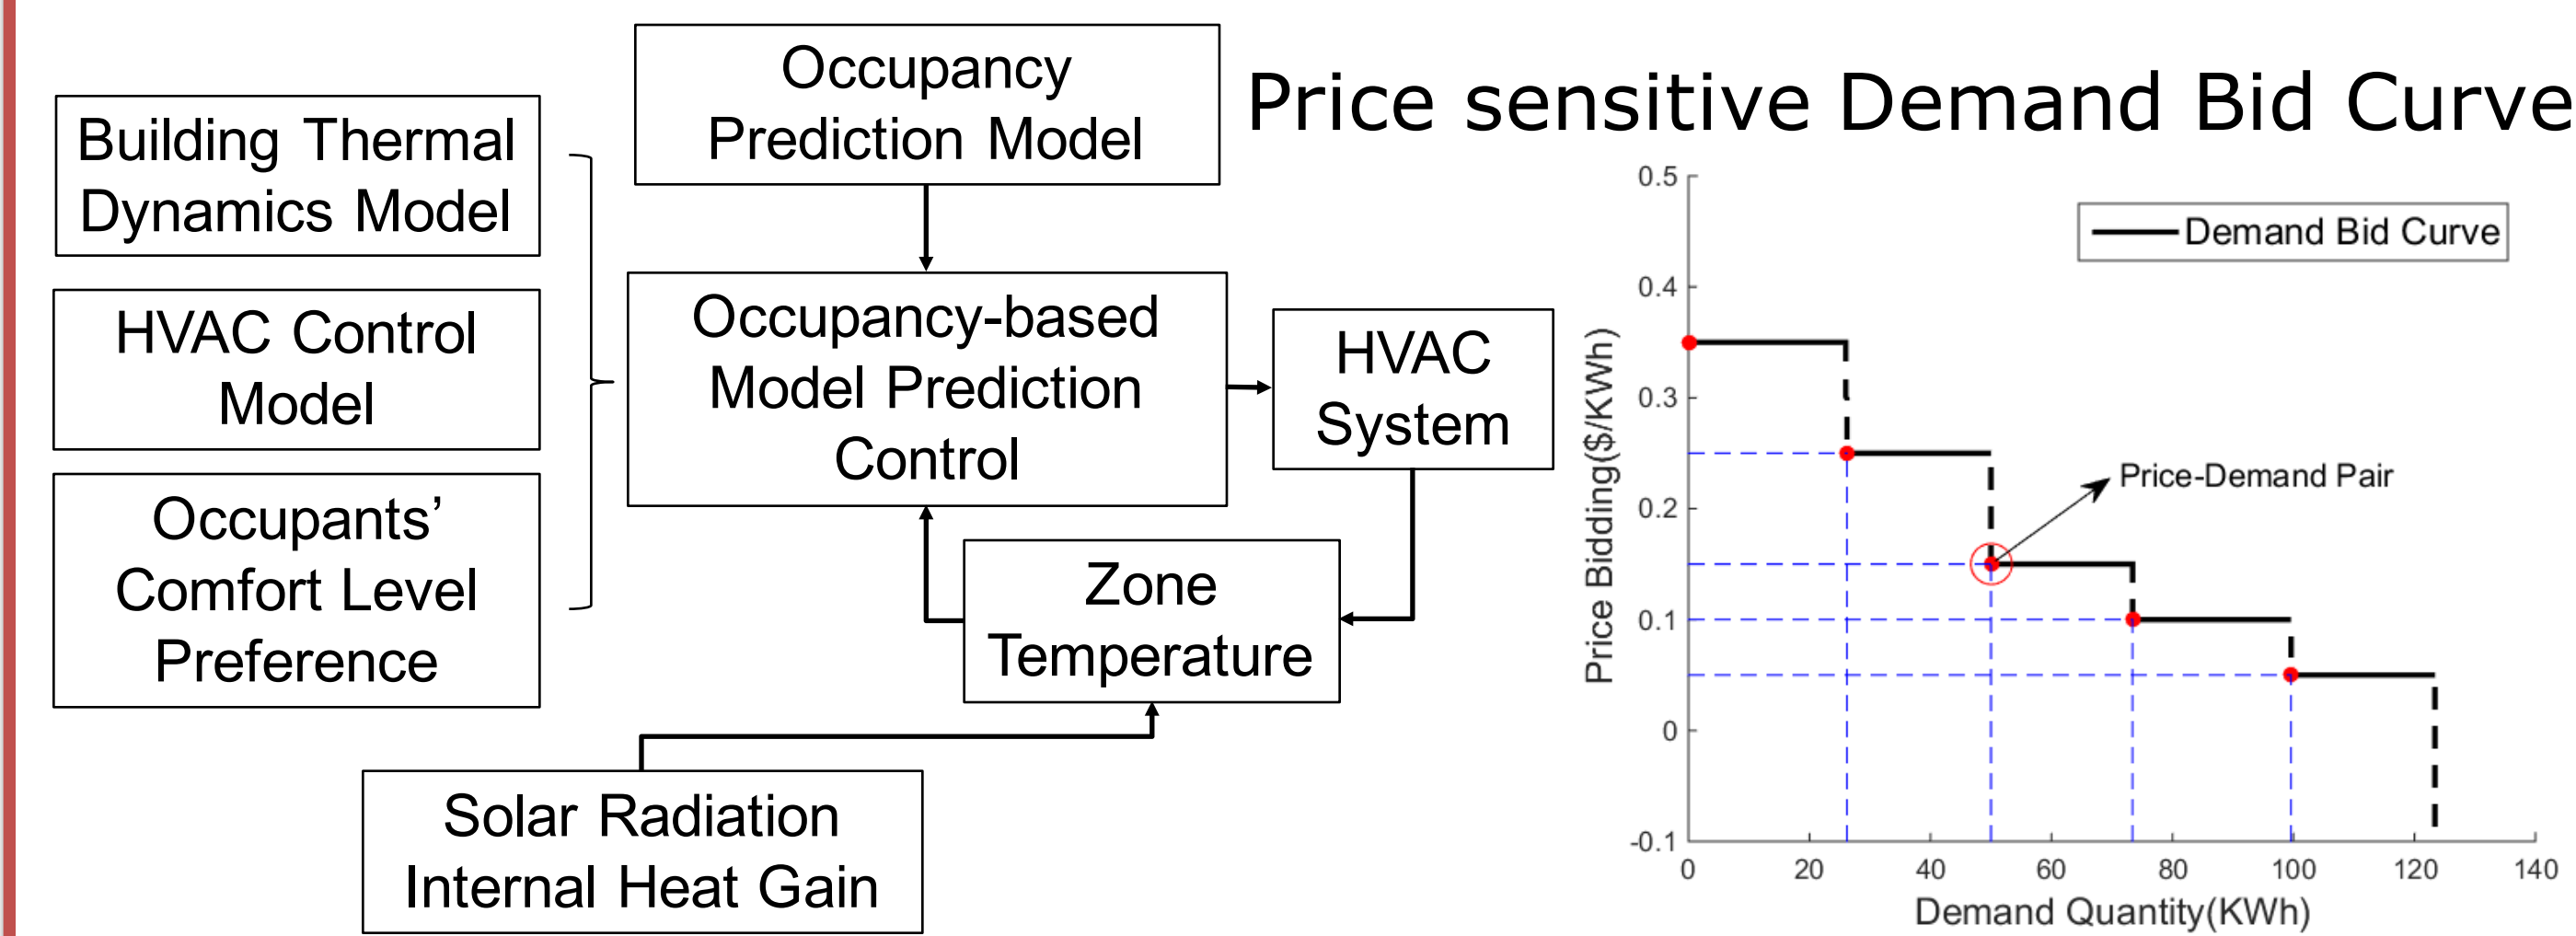 Occupancy
Prediction Model
Building Thermal
Dynamics Model
HVAC Control
Model
Occupants’
Comfort Level
Preference
Occupancy-based
Model Prediction
Control
HVAC
System
Zone
Temperature
Solar Radiation
Internal Heat Gain
Price sensitive Demand Bid Curve
Demand Bid Curve
Price-Demand Pair
Price Bidding($/KWh)
0.5
0.4
0.3
0.2
0.1
0
-0.1
0 20 40 60 80 100 120 140
Demand Quantity(KWh)